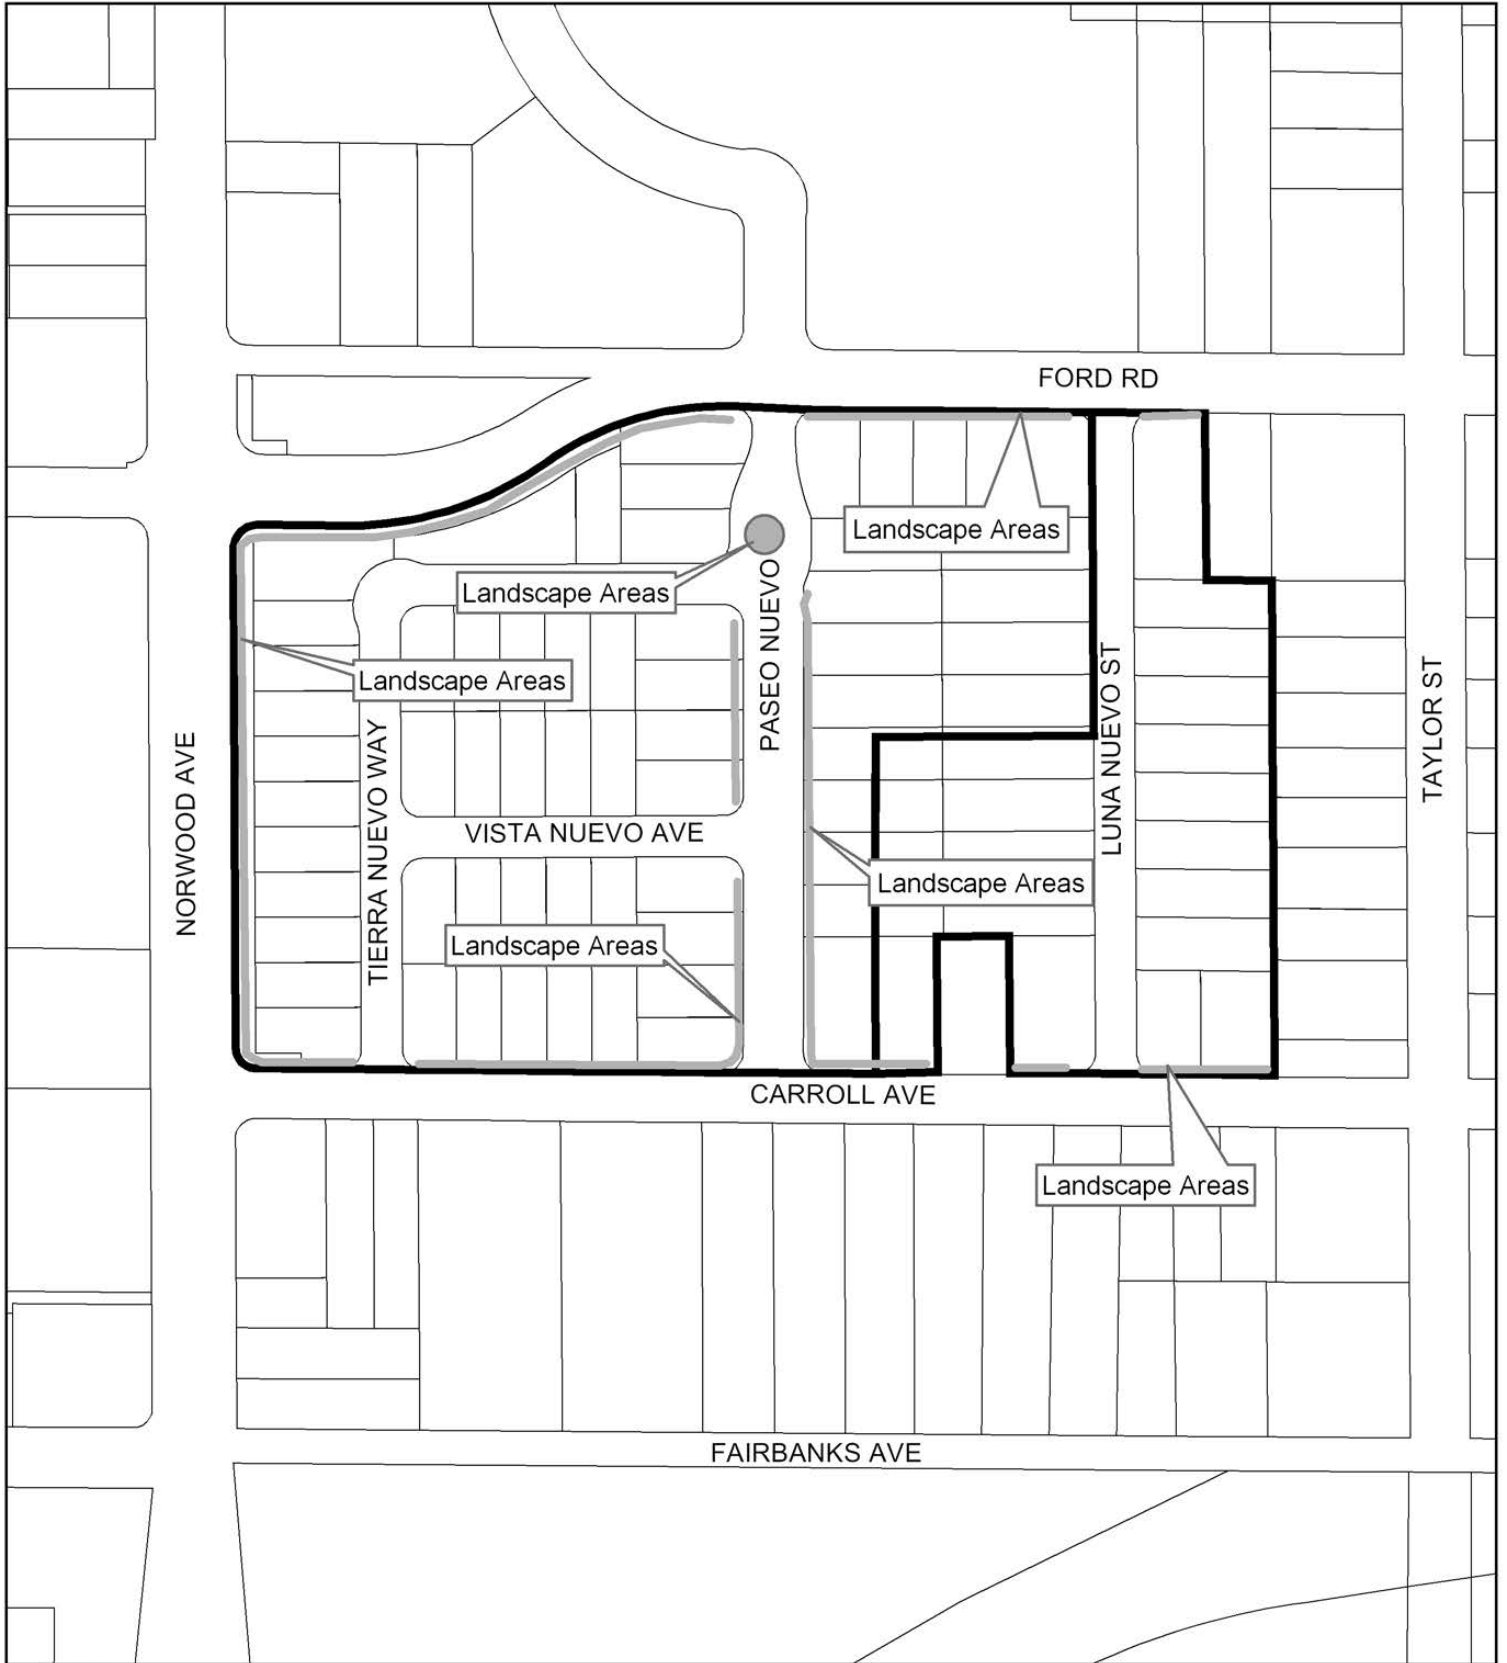 FORD RD
Landscape Areas
Landscape Areas
PASEO NUEVO
Landscape Areas
LUNA NUEVO ST
TAYLOR ST
NORWOOD AVE
TIERRA NUEVO WAY
VISTA NUEVO AVE
Landscape Areas
Landscape Areas
CARROLL AVE
Landscape Areas
FAIRBANKS AVE